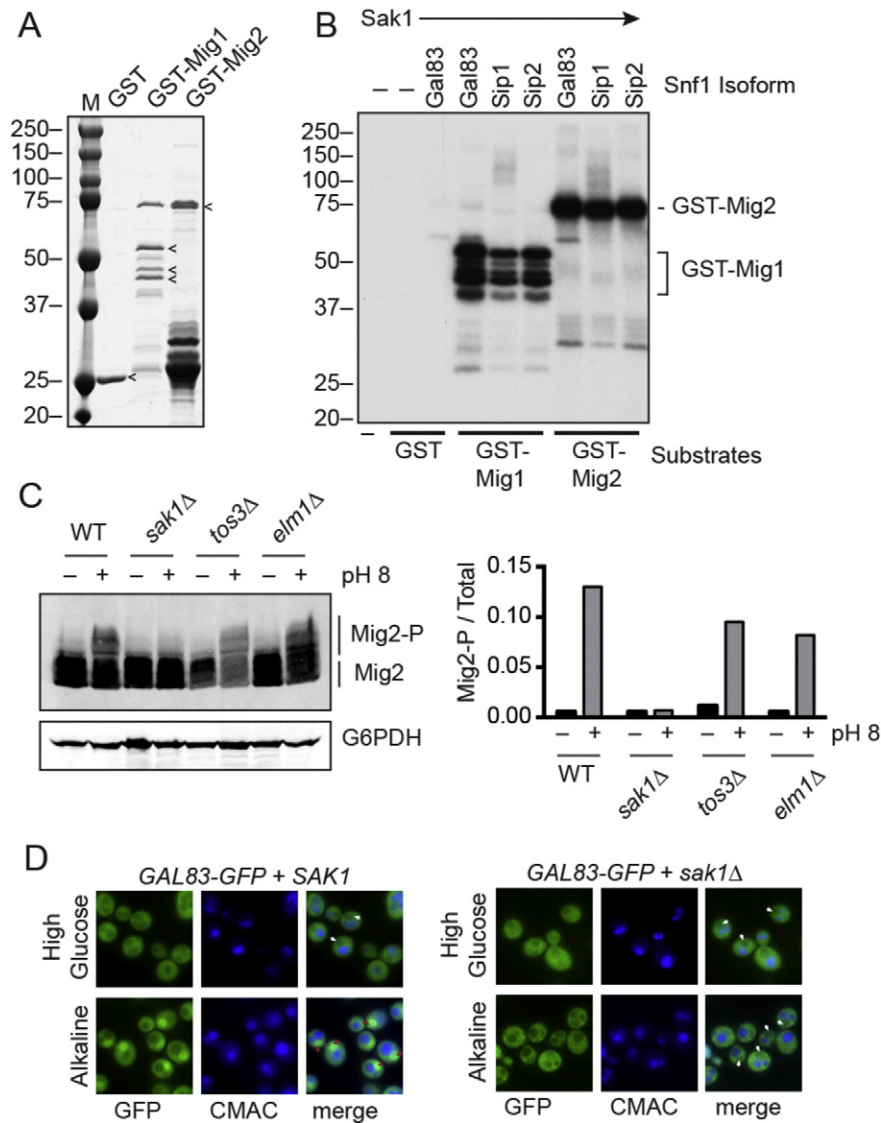 A
M GST GST-Mig1 GST-Mig2
250–
150–
100–
75–
50–
37–
25–
20–
< < < < <
B
Sak1
– – Gal83 Gal83 Sip1 Sip2 Gal83 Sip1 Sip2 Snf1 Isoform
250–
150–
100–
75–
50–
37–
25–
20–
- GST-Mig2
GST-Mig1
– GST GST-Mig1 GST-Mig2 Substrates
C
WT sak1Δ tos3Δ elm1Δ
– + – + – + – + pH 8
Mig2-P
Mig2
G6PDH
Mig2-P / Total
0.15
0.10
0.05
0.00
– + – + – + – + pH 8
WT sak1Δ tos3Δ elm1Δ
D
GAL83-GFP + SAK1
High Glucose
Alkaline
GFP CMAC merge
GAL83-GFP + sak1Δ
High Glucose
Alkaline
GFP CMAC merge